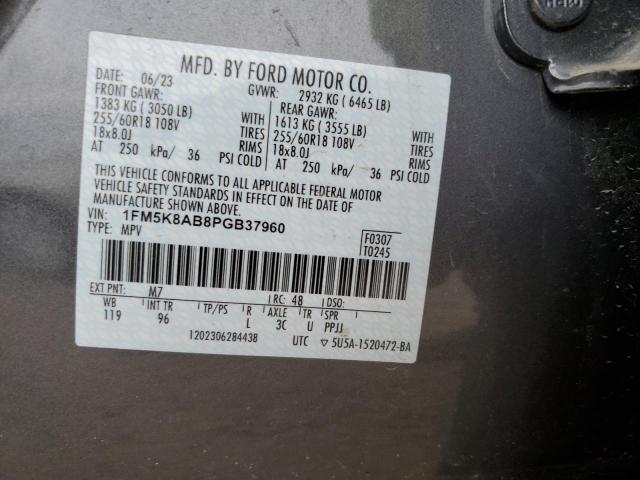 MFD. BY FORD MOTOR CO.
06/23 GVWR: 2932 KG ( 6465 LB)
FRONT GAWR: REAR GAWR:
1383 KG ( 3050 LB) WITH 1613 KG ( 3555 LB) WITH
255/60R18 108V TIRES 255/60R18 108V TIRES
18x8.0J RIMS 18x8.0J RIMS
AT 250 kPa/ 36 PSI COLD AT 250 kPa/ 36 PSI COLD
THIS VEHICLE CONFORMS TO ALL APPLICABLE FEDERAL MOTOR
VEHICLE SAFETY STANDARDS IN EFFECT ON THE DATE OF
MANUFACTURE SHOWN ABOVE.
VIN: 1FM5K8AB8PGB37960
TYPE: MPV
F0307
T0245
EXT PNT: M7 RC: 48 DSO:
WB INT TR TP/PS R AXLE TR SPR
119 96 L 3C U PPJJ
1202306284438 UTC ▽ 5U5A-1520472-BA